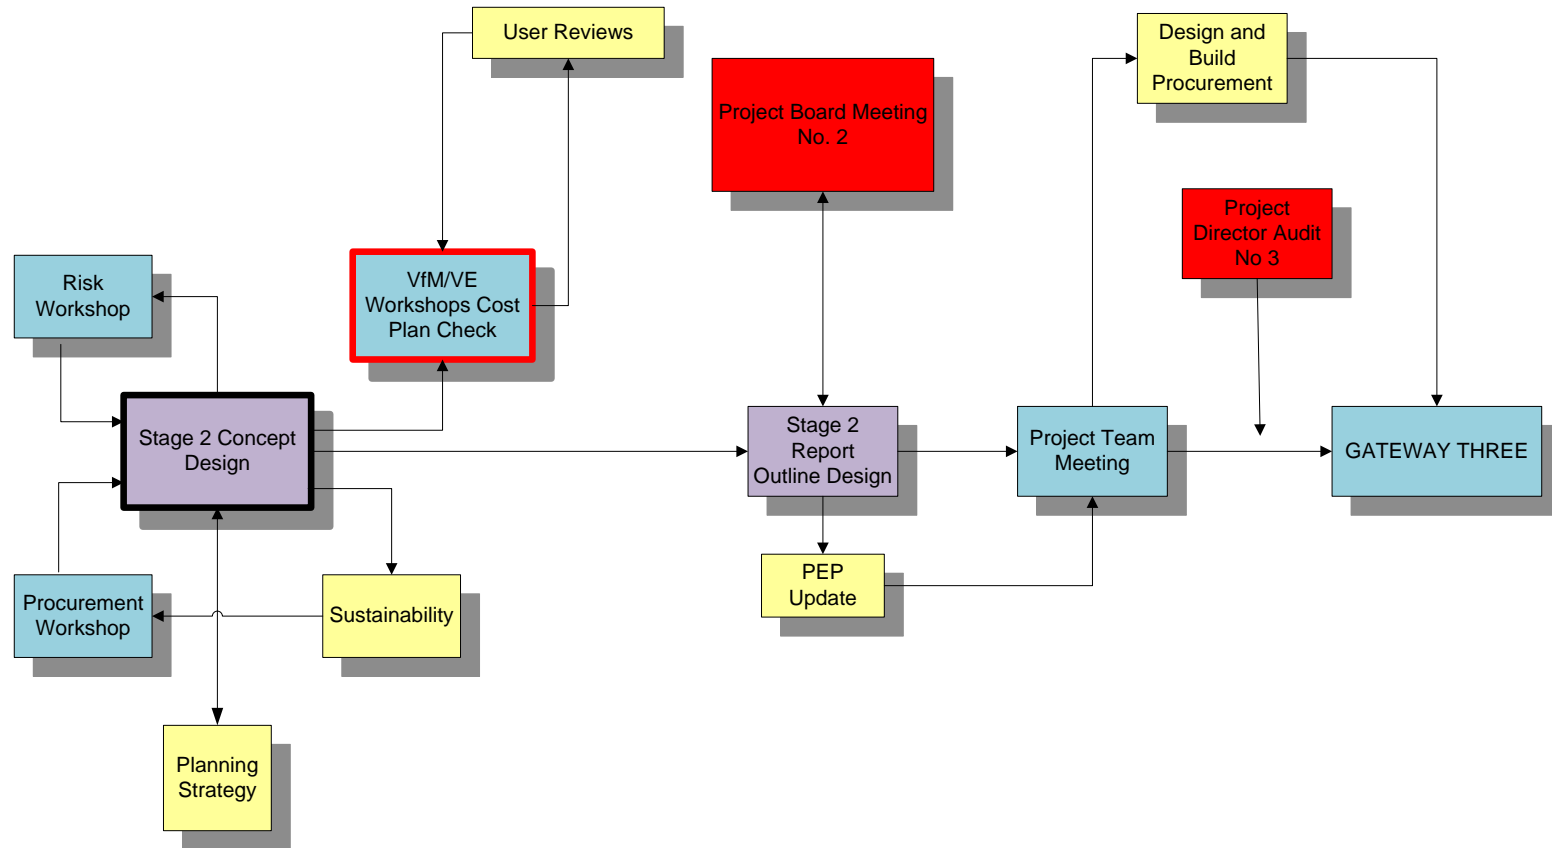 User Reviews
Design and
Build
Procurement
Project Board Meeting
No. 2
Project
Director Audit
No 3
Risk
Workshop
VfM/VE
Workshops Cost
Plan Check
Stage 2 Concept
Design
Stage 2
Report
Outline Design
Project Team
Meeting
GATEWAY THREE
PEP
Update
Procurement
Workshop
Sustainability
Planning
Strategy